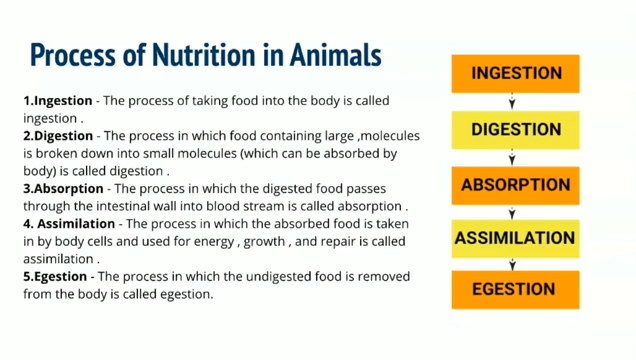 Process of Nutrition in Animals
1.Ingestion - The process of taking food into the body is called
ingestion .
2.Digestion - The process in which food containing large ,molecules
is broken down into small molecules (which can be absorbed by
body) is called digestion .
3.Absorption - The process in which the digested food passes
through the intestinal wall into blood stream is called absorption .
4. Assimilation - The process in which the absorbed food is taken
in by body cells and used for energy , growth , and repair is called
assimilation .
5.Egestion - The process in which the undigested food is removed
from the body is called egestion.
INGESTION
DIGESTION
ABSORPTION
ASSIMILATION
EGESTION